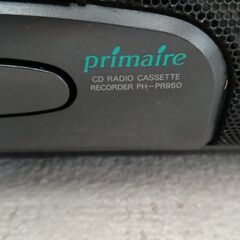 primaire
CD RADIO CASSETTE
RECORDER PH-PR950